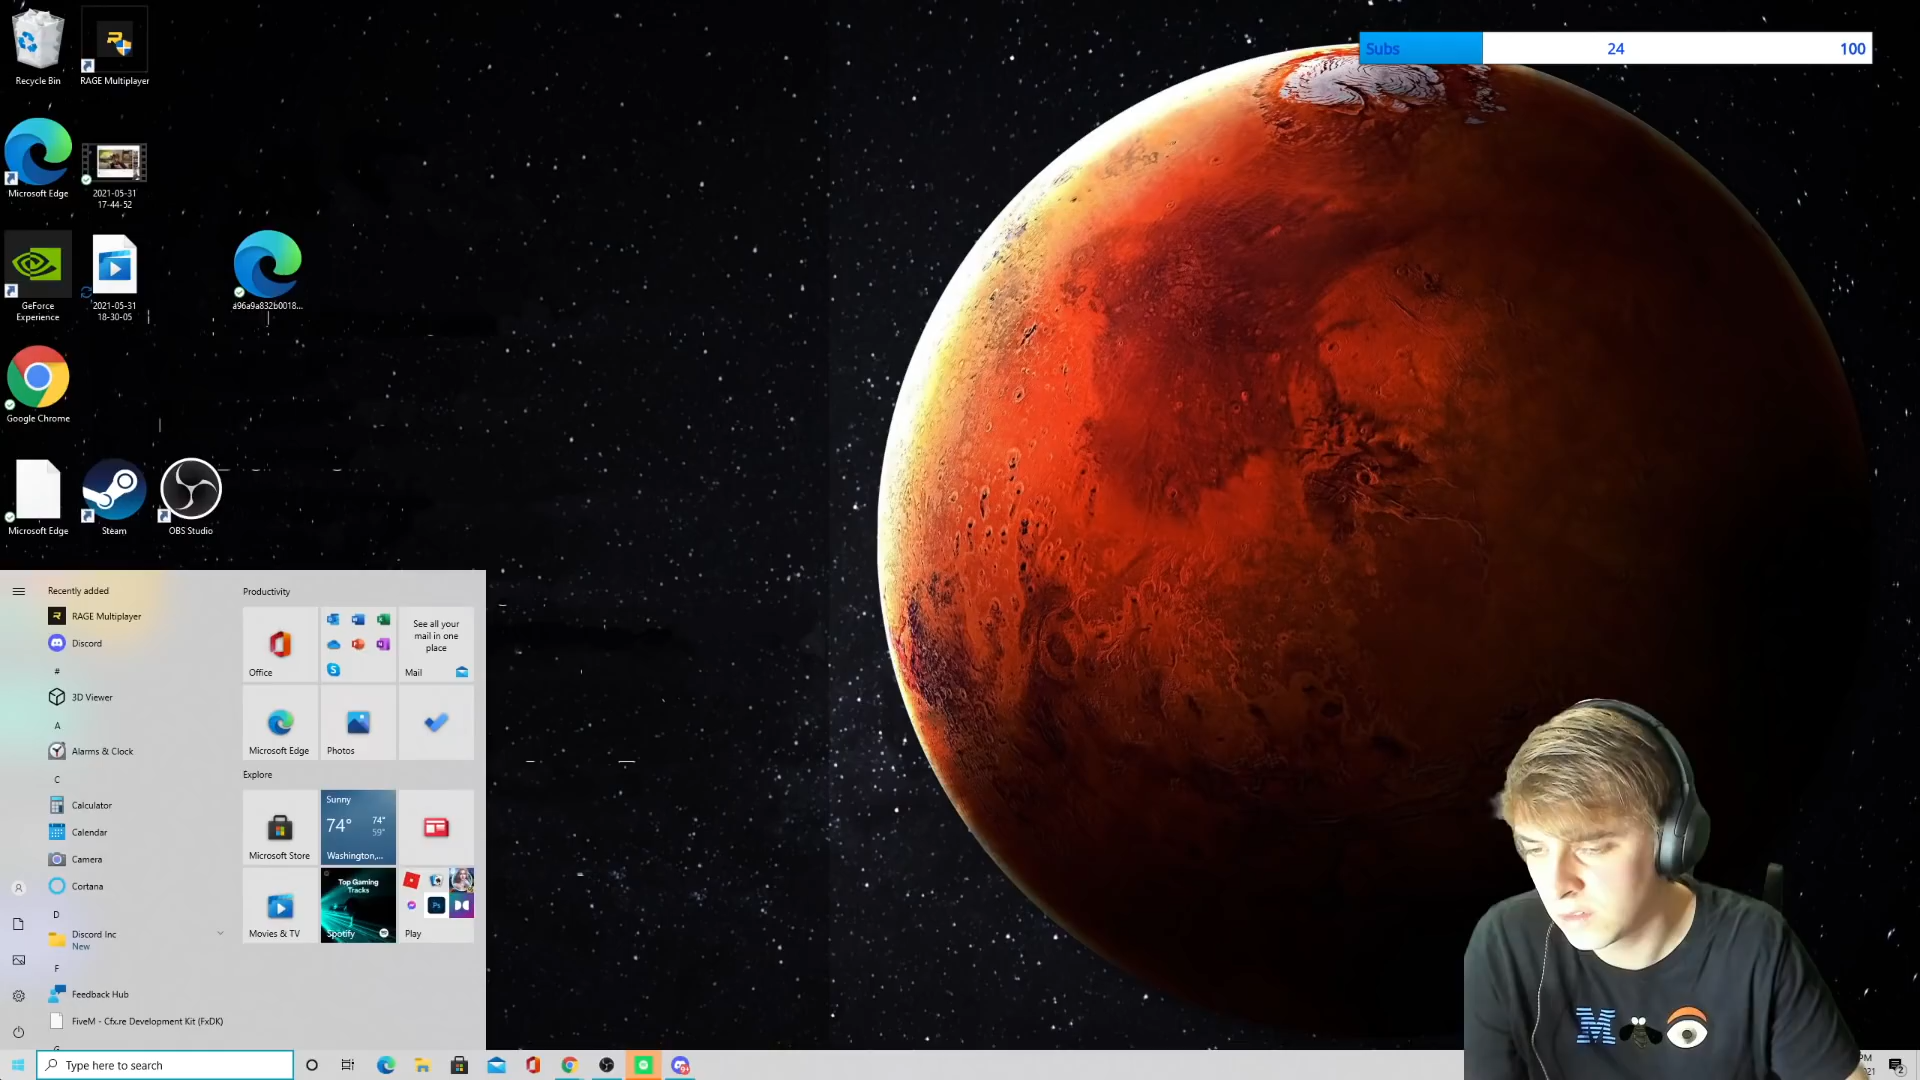 Subs 24 100
Recycle Bin
RAGE Multiplayer
Microsoft Edge
2021-05-31
17-44-52
GeForce
Experience
2021-05-31
18-30-05
a96a9a832b0018...
Google Chrome
Microsoft Edge
Steam
OBS Studio
Recently added
RAGE Multiplayer
Discord
#
3D Viewer
A
Alarms & Clock
C
Calculator
Calendar
Camera
Cortana
D
Discord Inc
New
F
Feedback Hub
FiveM - Cfx.re Development Kit (FxDK)
Productivity
Office
See all your
mail in one
place
Mail
Microsoft Edge
Photos
Explore
Microsoft Store
Sunny
74° 74°
59°
Washington,...
Movies & TV
Top Gaming
Tracks
Spotify
Play
Type here to search
M